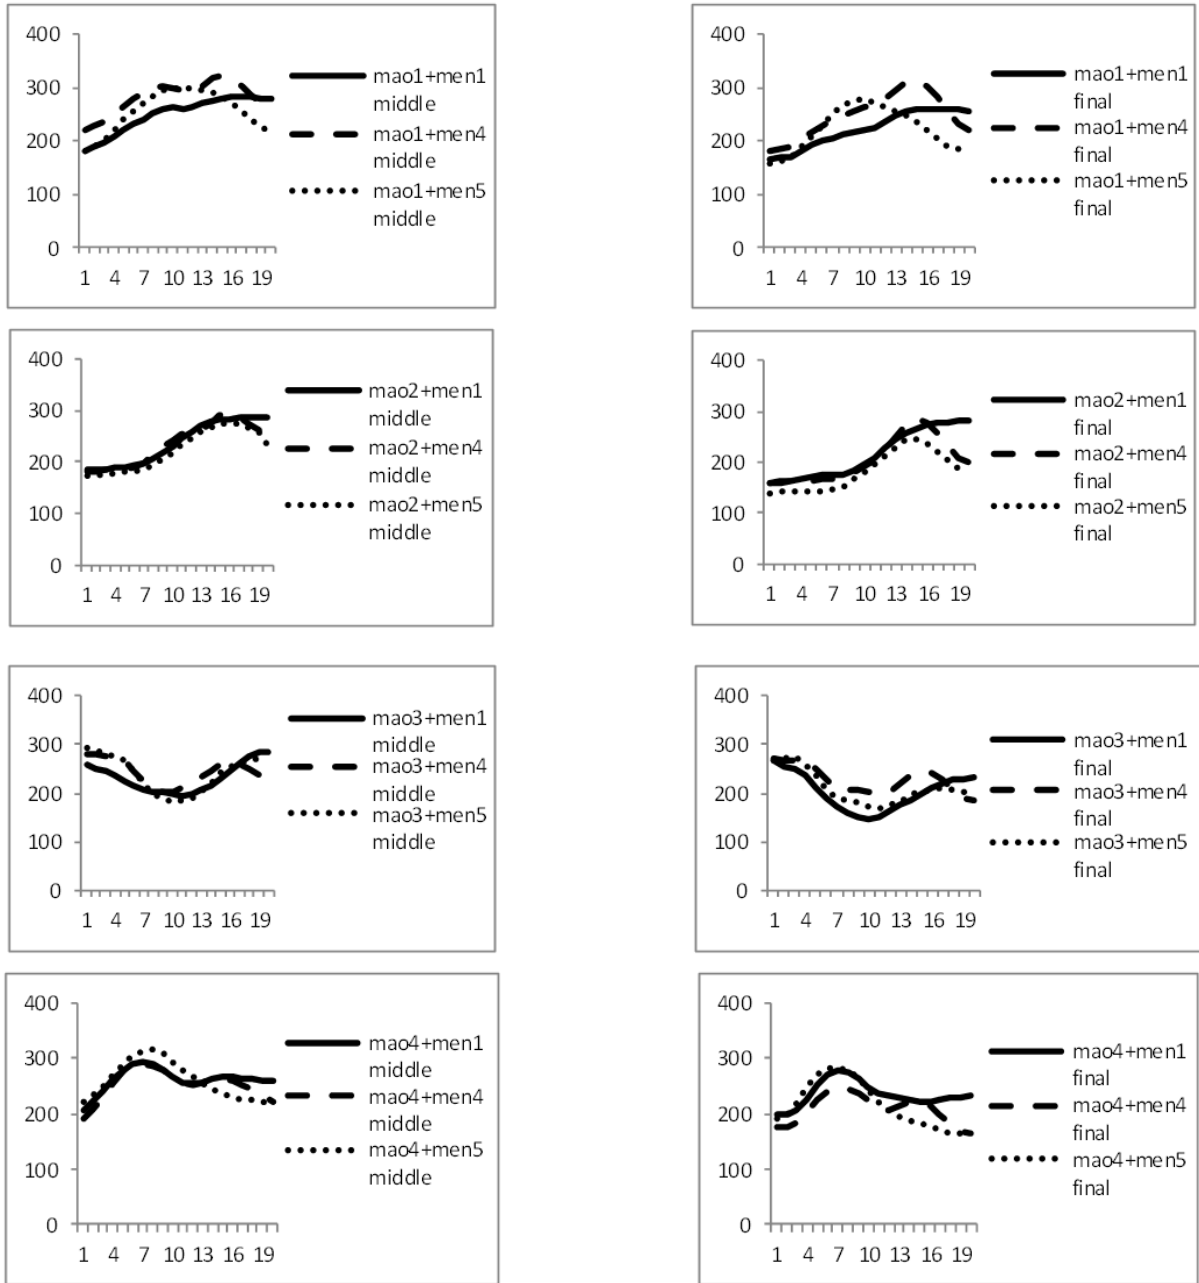 400
300
200
100
0
1 4 7 10 13 16 19
mao1+men1
middle
mao1+men4
middle
mao1+men5
middle
400
300
200
100
0
1 4 7 10 13 16 19
mao1+men1
final
mao1+men4
final
mao1+men5
final
400
300
200
100
0
1 4 7 10 13 16 19
mao2+men1
middle
mao2+men4
middle
mao2+men5
middle
400
300
200
100
0
1 4 7 10 13 16 19
mao2+men1
final
mao2+men4
final
mao2+men5
final
400
300
200
100
0
1 4 7 10 13 16 19
mao3+men1
middle
mao3+men4
middle
mao3+men5
middle
400
300
200
100
0
1 4 7 10 13 16 19
mao3+men1
final
mao3+men4
final
mao3+men5
final
400
300
200
100
0
1 4 7 10 13 16 19
mao4+men1
middle
mao4+men4
middle
mao4+men5
middle
400
300
200
100
0
1 4 7 10 13 16 19
mao4+men1
final
mao4+men4
final
mao4+men5
final